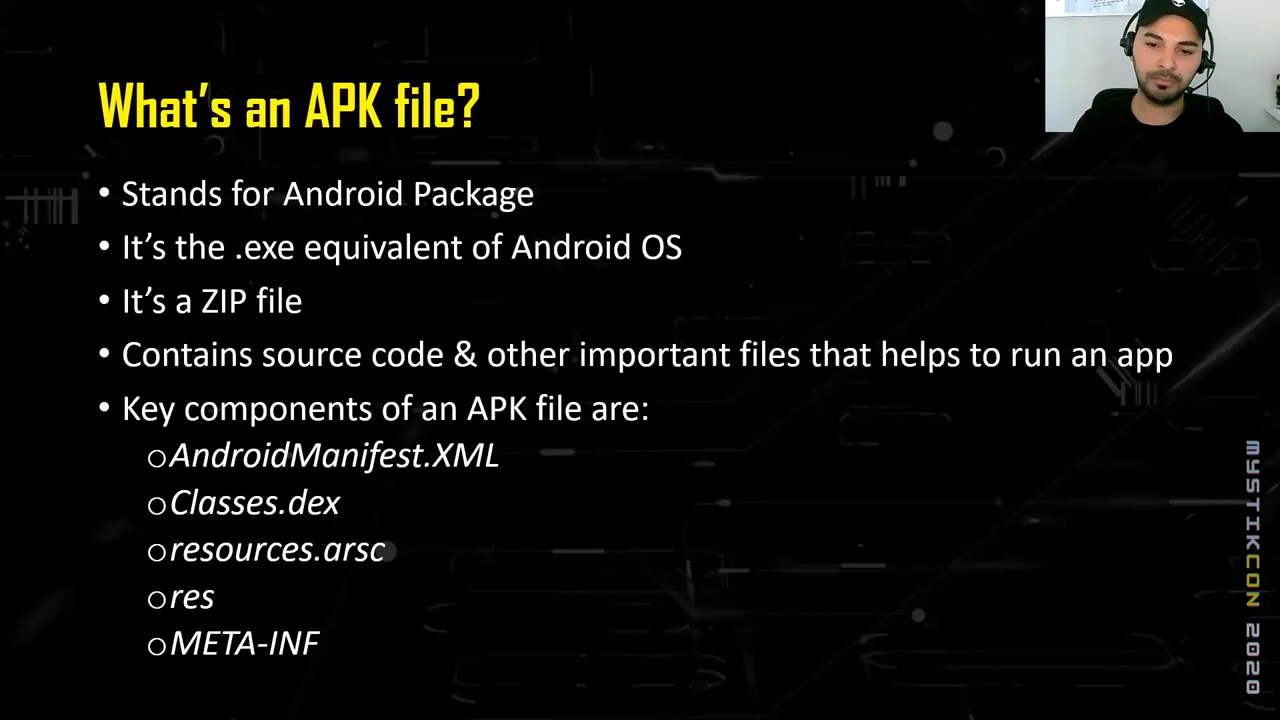 What's an APK file?
• Stands for Android Package
• It's the .exe equivalent of Android OS
• It's a ZIP file
• Contains source code & other important files that helps to run an app
• Key components of an APK file are:
○ AndroidManifest.XML
○ Classes.dex
○ resources.arsc
○ res
○ META-INF
MYSTIKCON 2020